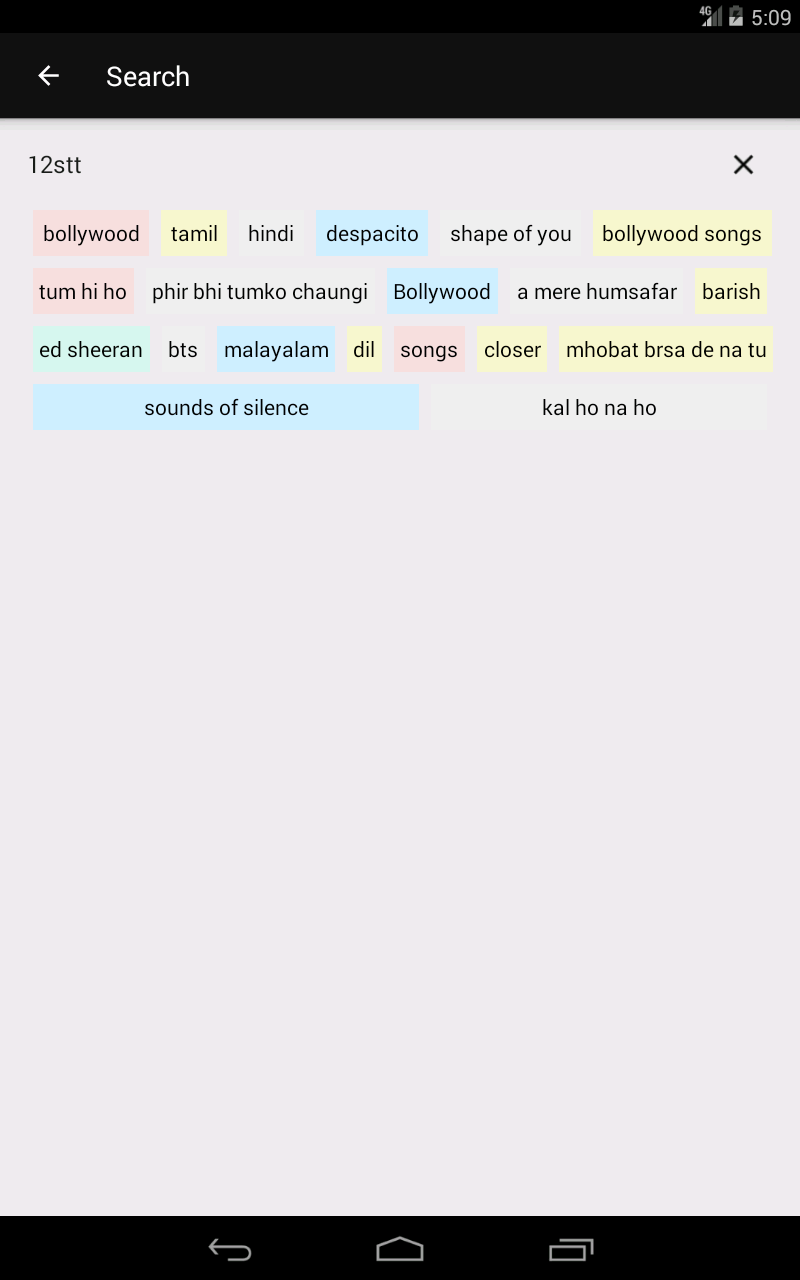 4G 5:09
Search
12stt
bollywood tamil hindi despacito shape of you bollywood songs
tum hi ho phir bhi tumko chaungi Bollywood a mere humsafar barish
ed sheeran bts malayalam dil songs closer mhobat brsa de na tu
sounds of silence kal ho na ho